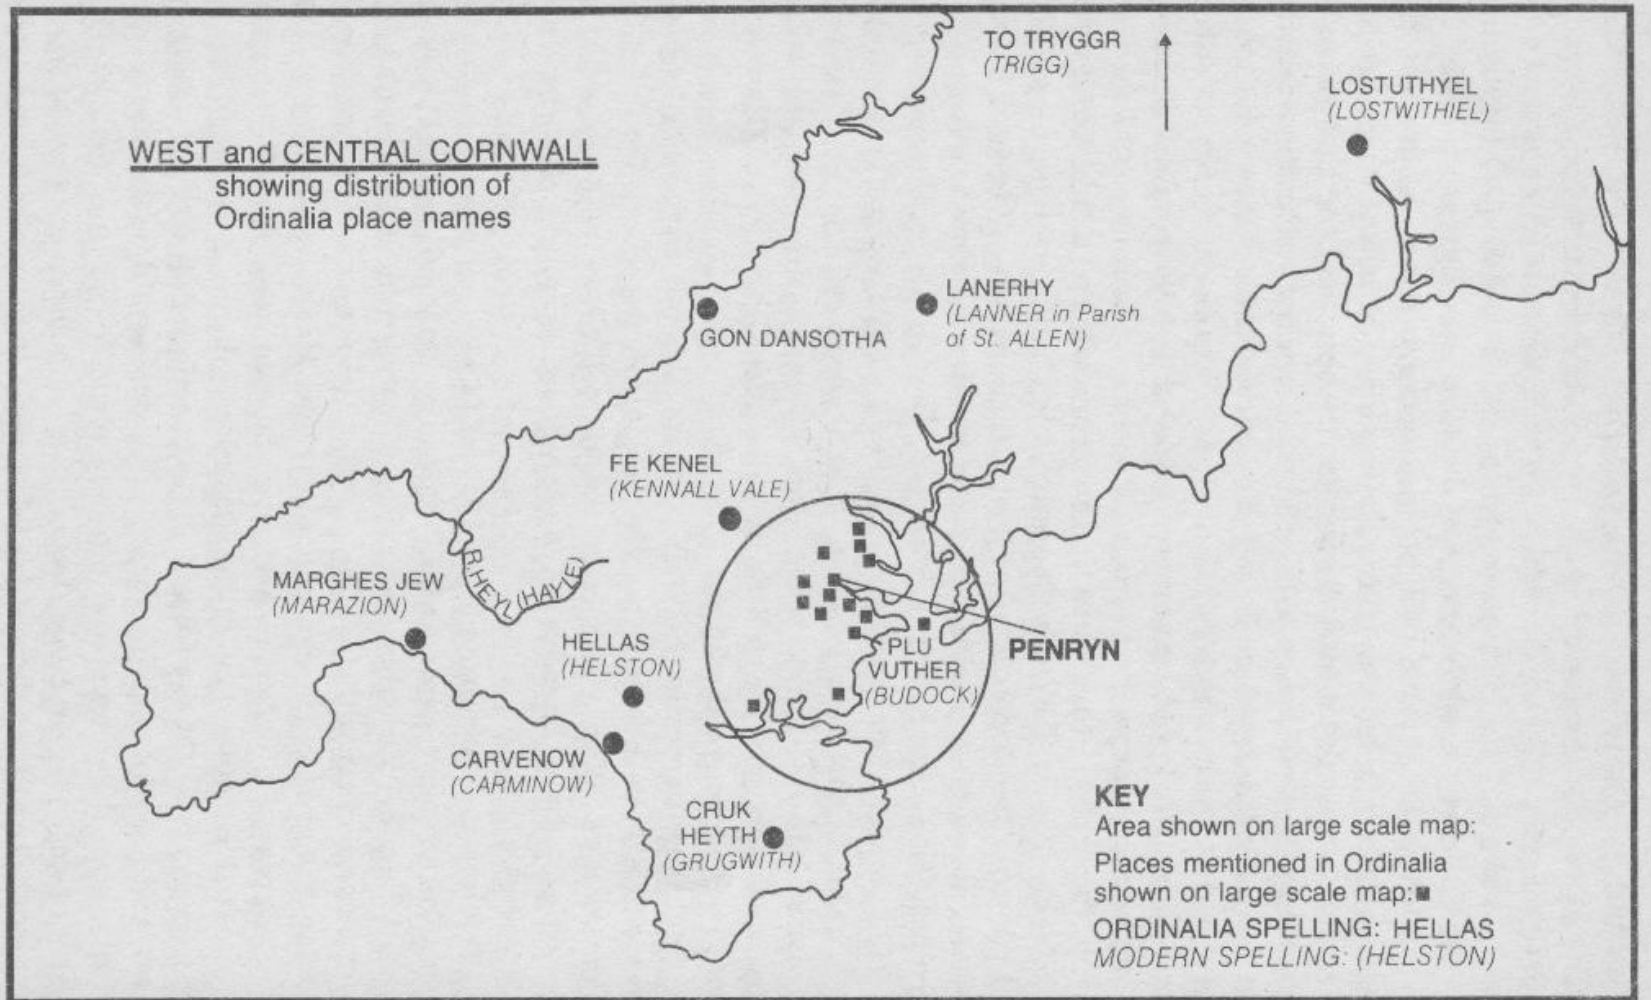 WEST and CENTRAL CORNWALL
showing distribution of
Ordinalia place names
TO TRYGGR
(TRIGG)
LOSTUTHYEL
(LOSTWITHIEL)
LANERHY
(LANNER in Parish
of St. ALLEN)
GON DANSOTHA
FE KENEL
(KENNALL VALE)
R.HEYL (HAYLE)
MARGHES JEW
(MARAZION)
HELLAS
(HELSTON)
PLU
VUTHER
(BUDOCK)
PENRYN
CARVENOW
(CARMINOW)
CRUK
HEYTH
(GRUGWITH)
KEY
Area shown on large scale map:
Places mentioned in Ordinalia
shown on large scale map:
ORDINALIA SPELLING: HELLAS
MODERN SPELLING: (HELSTON)